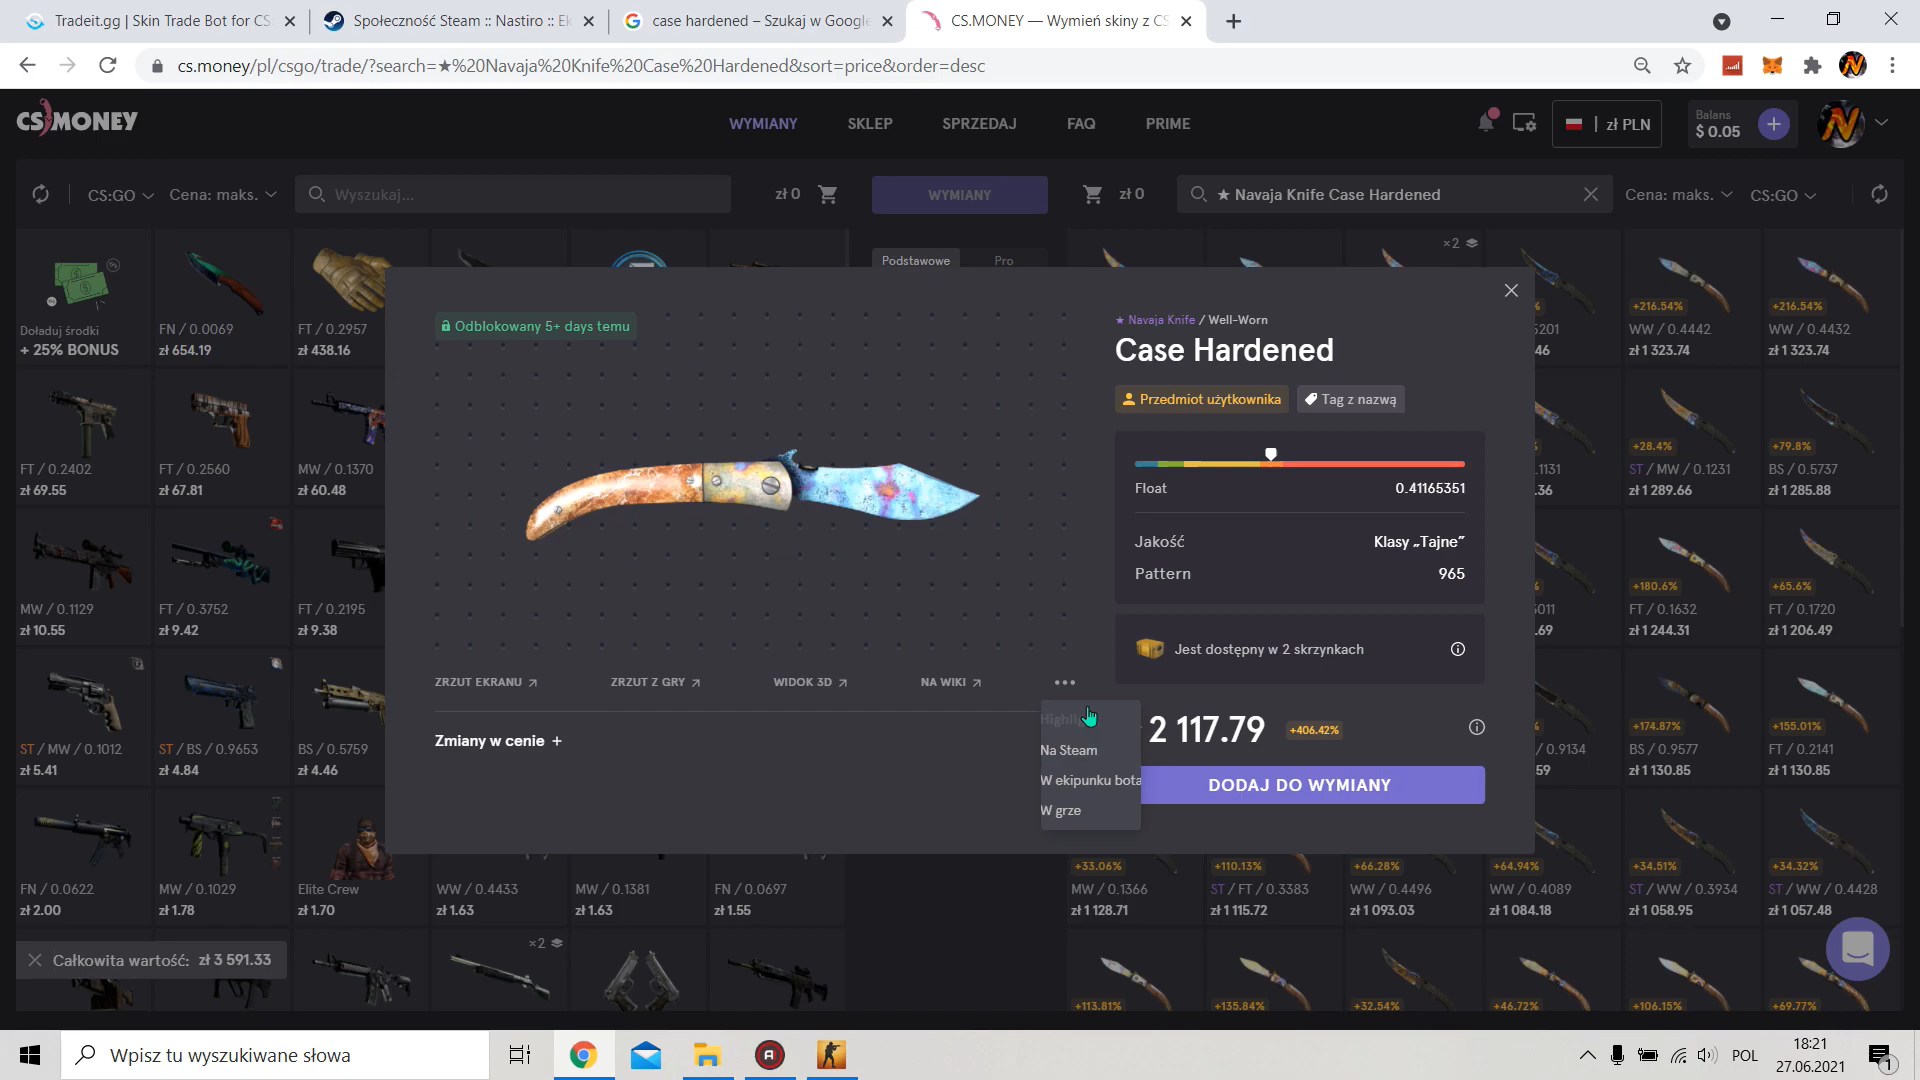 Tradeit.gg | Skin Trade Bot for CS
Społeczność Steam :: Nastiro :: Ek
case hardened – Szukaj w Google
CS.MONEY — Wymień skiny z CS
cs.money/pl/csgo/trade/?search=★%20Navaja%20Knife%20Case%20Hardened&sort=price&order=desc
CS MONEY
WYMIANY
SKLEP
SPRZEDAJ
FAQ
PRIME
zł PLN
Balans
$ 0.05
CS:GO
Cena: maks.
Wyszukaj...
zł 0
WYMIANY
zł 0
★ Navaja Knife Case Hardened
Cena: maks.
CS:GO
Podstawowe
Pro
×2
Doładuj środki
+ 25% BONUS
FN / 0.0069
zł 654.19
FT / 0.2957
zł 438.16
FT / 0.2402
zł 69.55
FT / 0.2560
zł 67.81
MW / 0.1370
zł 60.48
MW / 0.1129
zł 10.55
FT / 0.3752
zł 9.42
FT / 0.2195
zł 9.38
ST / MW / 0.1012
zł 5.41
ST / BS / 0.9653
zł 4.84
BS / 0.5759
zł 4.46
FN / 0.0622
zł 2.00
MW / 0.1029
zł 1.78
Elite Crew
zł 1.70
WW / 0.4433
zł 1.63
MW / 0.1381
zł 1.63
FN / 0.0697
zł 1.55
×2
Całkowita wartość: zł 3 591.33
Odblokowany 5+ days temu
★ Navaja Knife / Well-Worn
Case Hardened
Przedmiot użytkownika
Tag z nazwą
Float
0.41165351
Jakość
Klasy „Tajne”
Pattern
965
Jest dostępny w 2 skrzynkach
ZRZUT EKRANU
ZRZUT Z GRY
WIDOK 3D
NA WIKI
Na Steam
W ekipunku bota
W grze
Zmiany w cenie +
2 117.79
+406.42%
DODAJ DO WYMIANY
%
5201
46
+216.54%
WW / 0.4442
zł 1 323.74
+216.54%
WW / 0.4432
zł 1 323.74
%
.1131
.36
+28.4%
ST / MW / 0.1231
zł 1 289.66
+79.8%
BS / 0.5737
zł 1 285.88
%
5011
.69
+180.6%
FT / 0.1632
zł 1 244.31
+65.6%
FT / 0.1720
zł 1 206.49
%
0.9134
59
+174.87%
BS / 0.9577
zł 1 130.85
+155.01%
FT / 0.2141
zł 1 130.85
+33.06%
MW / 0.1366
zł 1 128.71
+110.13%
ST / FT / 0.3383
zł 1 115.72
+66.28%
WW / 0.4496
zł 1 093.03
+64.94%
WW / 0.4089
zł 1 084.18
+34.51%
ST / WW / 0.3934
zł 1 058.95
+34.32%
ST / WW / 0.4428
zł 1 057.48
+113.81%
+135.84%
+32.54%
+46.72%
+106.15%
+69.77%
Wpisz tu wyszukiwane słowa
POL
18:21
27.06.2021
1